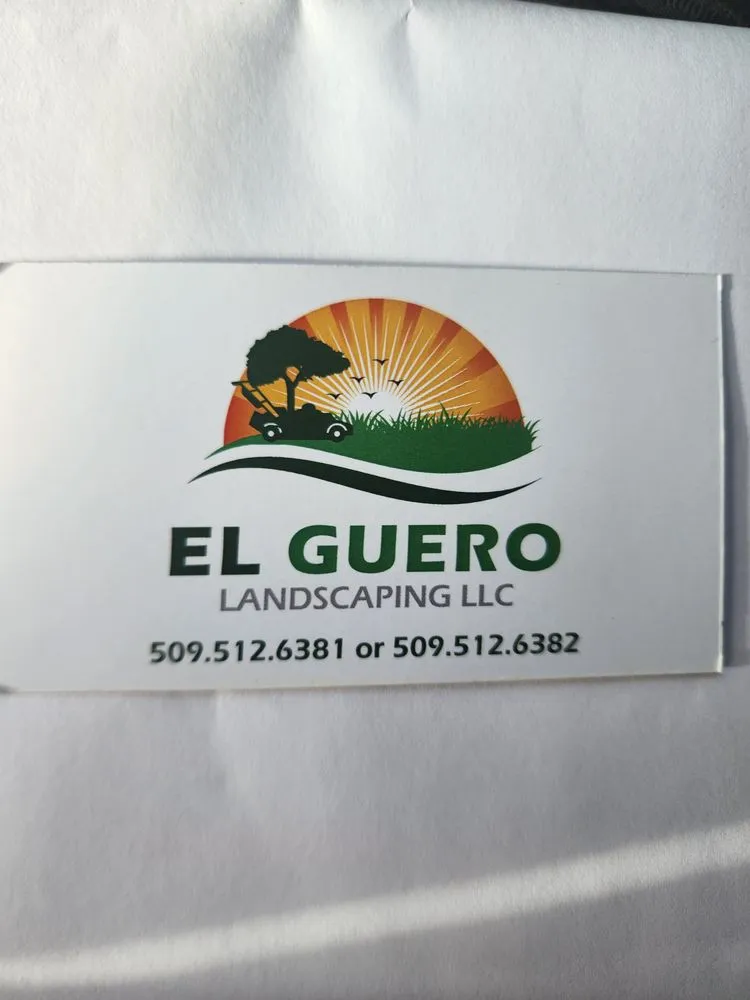 EL GUERO
LANDSCAPING LLC
509.512.6381 or 509.512.6382